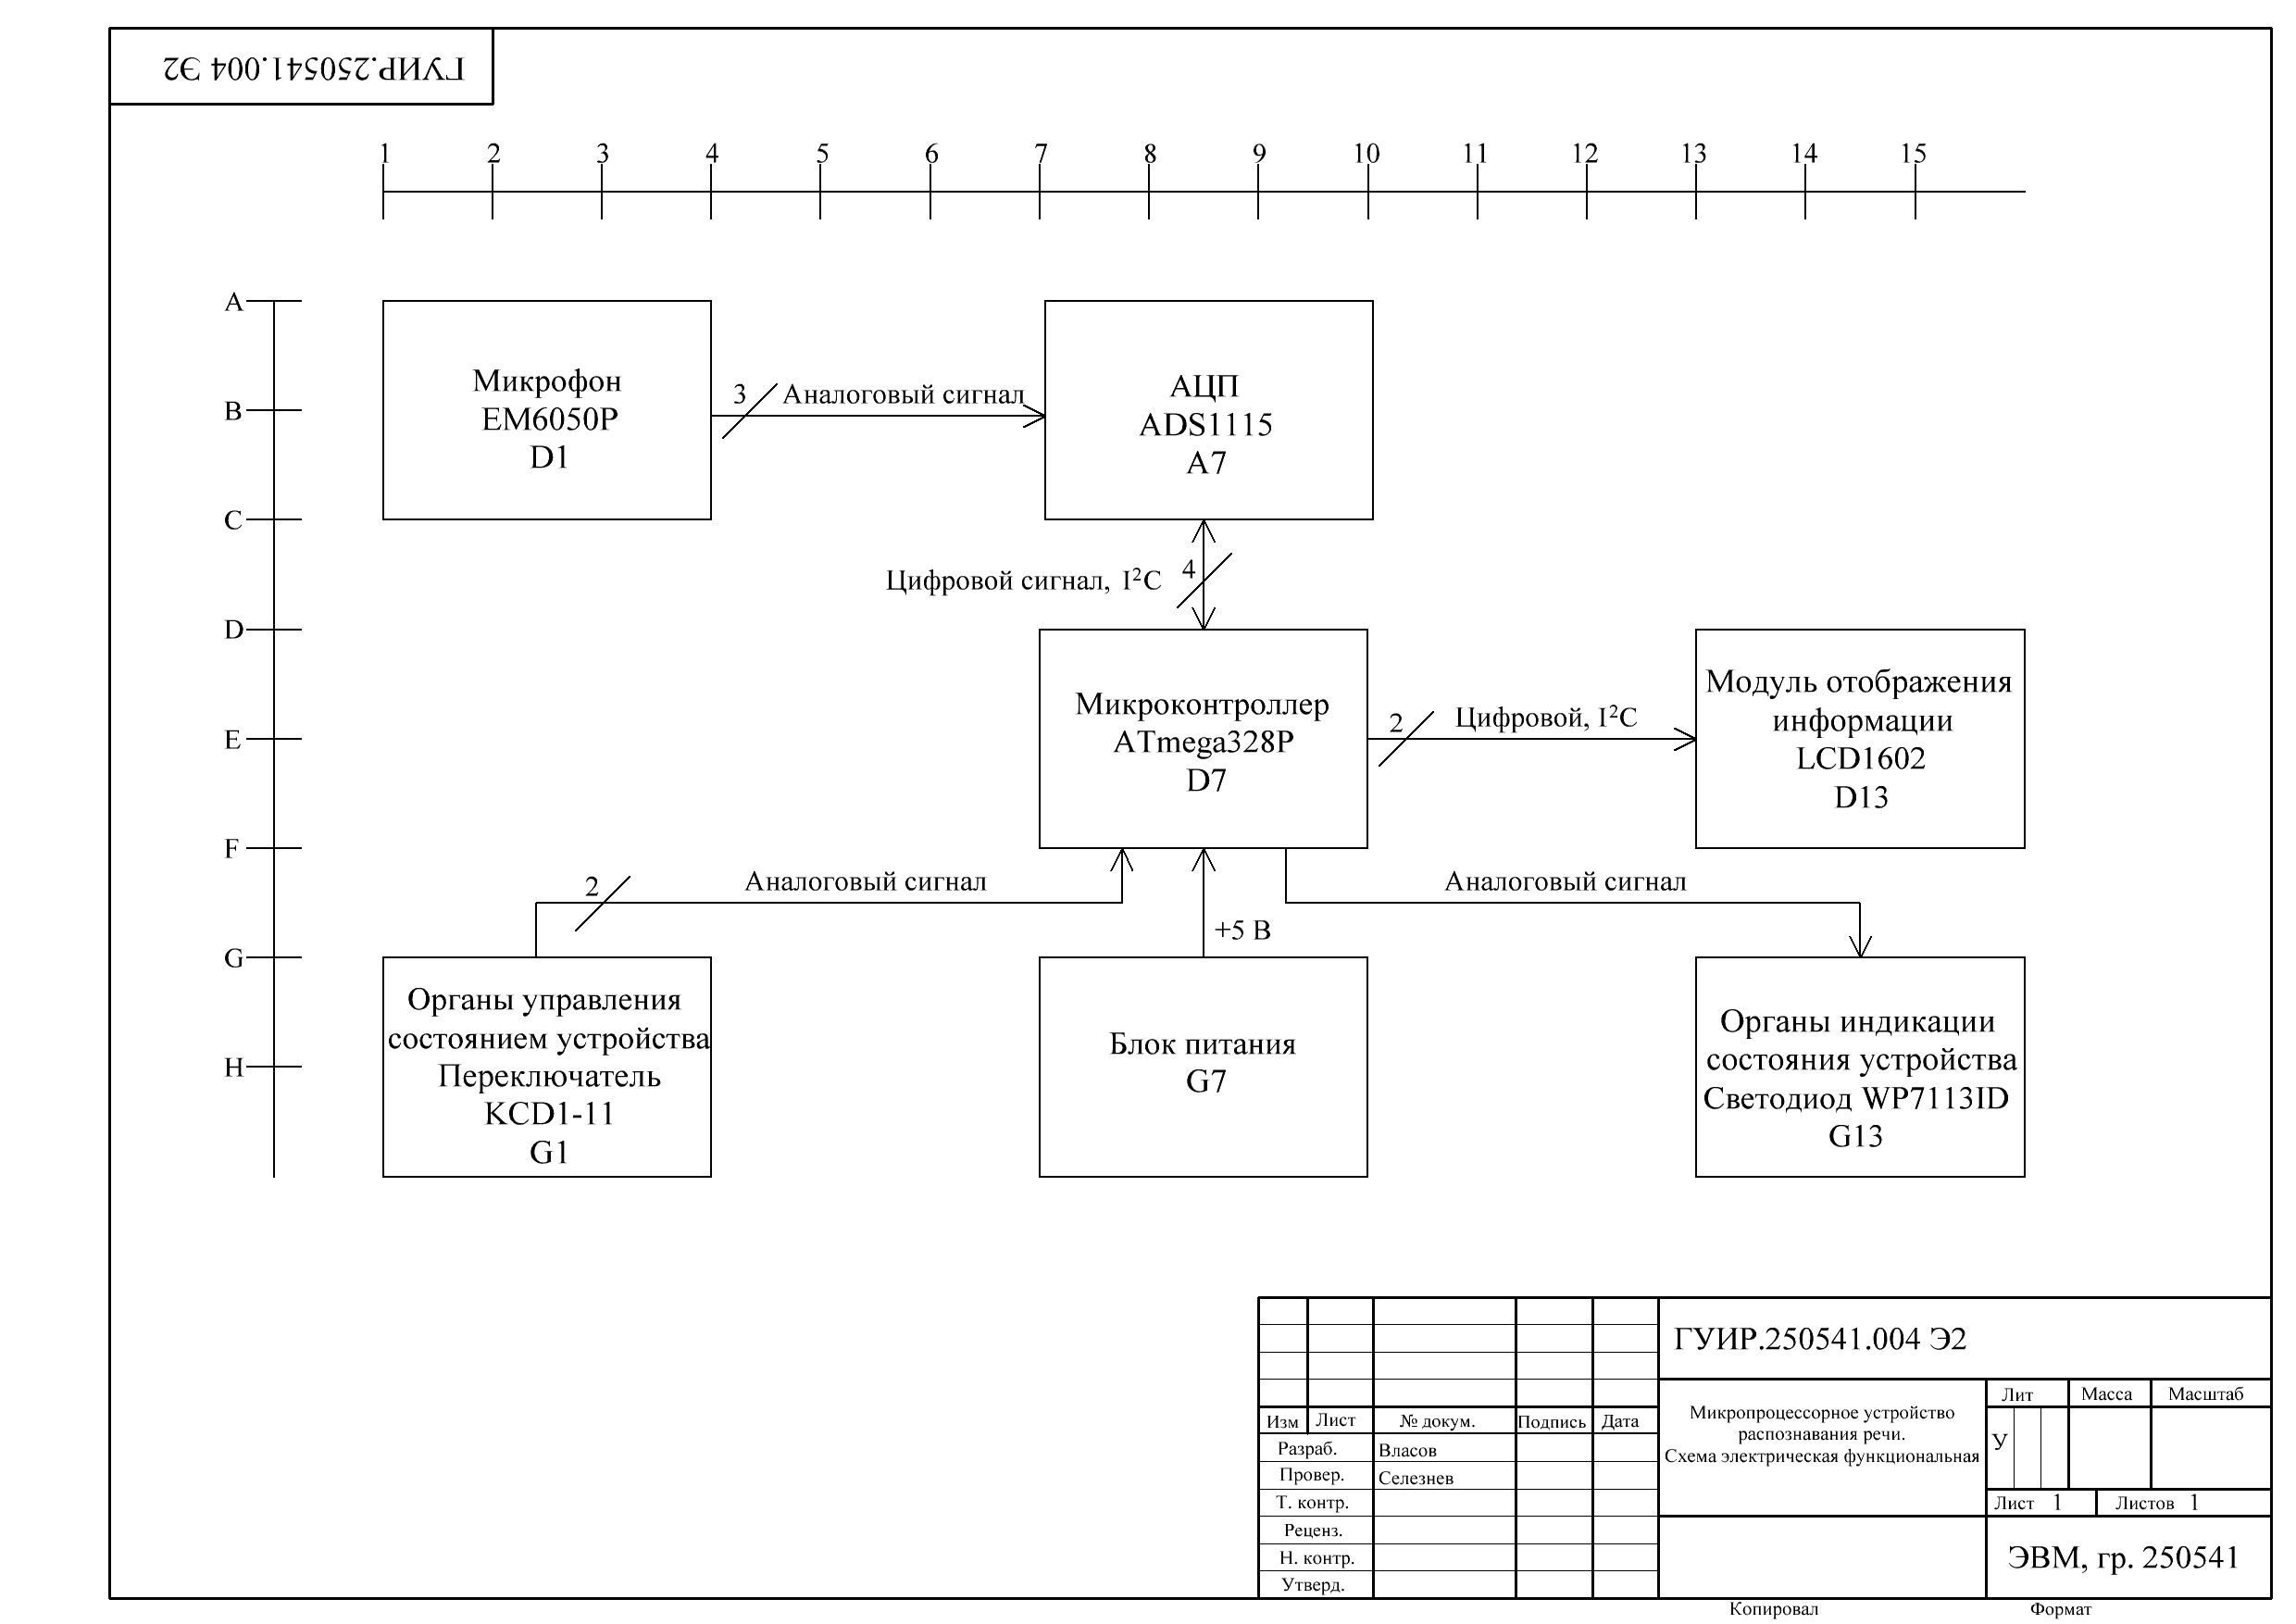 ГУИР.250541.004 Э2
1 2 3 4 5 6 7 8 9 10 11 12 13 14 15
A
B
C
D
E
F
G
H
Микрофон
EM6050P
D1
3
Аналоговый сигнал
АЦП
ADS1115
A7
Цифровой сигнал, I²C
4
Микроконтроллер
ATmega328P
D7
2
Цифровой, I²C
Модуль отображения
информации
LCD1602
D13
2
Аналоговый сигнал
+5 В
Аналоговый сигнал
Органы управления
состоянием устройства
Переключатель
KCD1-11
G1
Блок питания
G7
Органы индикации
состояния устройства
Светодиод WP7113ID
G13
ГУИР.250541.004 Э2
Изм Лист № докум. Подпись Дата
Разраб. Власов
Провер. Селезнев
Т. контр.
Реценз.
Н. контр.
Утверд.
Микропроцессорное устройство
распознавания речи.
Схема электрическая функциональная
Лит Масса Масштаб
У
Лист 1 Листов 1
ЭВМ, гр. 250541
Копировал Формат